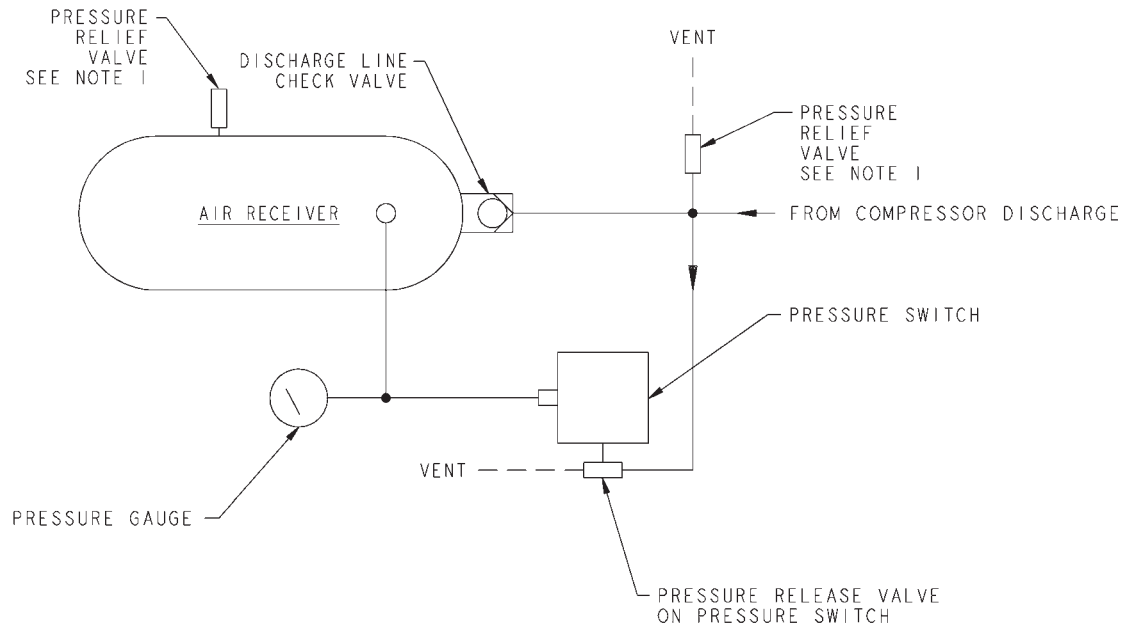 PRESSURE
RELIEF
VALVE
SEE NOTE 1
DISCHARGE LINE
CHECK VALVE
VENT
PRESSURE
RELIEF
VALVE
SEE NOTE 1
AIR RECEIVER
FROM COMPRESSOR DISCHARGE
PRESSURE SWITCH
VENT
PRESSURE GAUGE
PRESSURE RELEASE VALVE
ON PRESSURE SWITCH